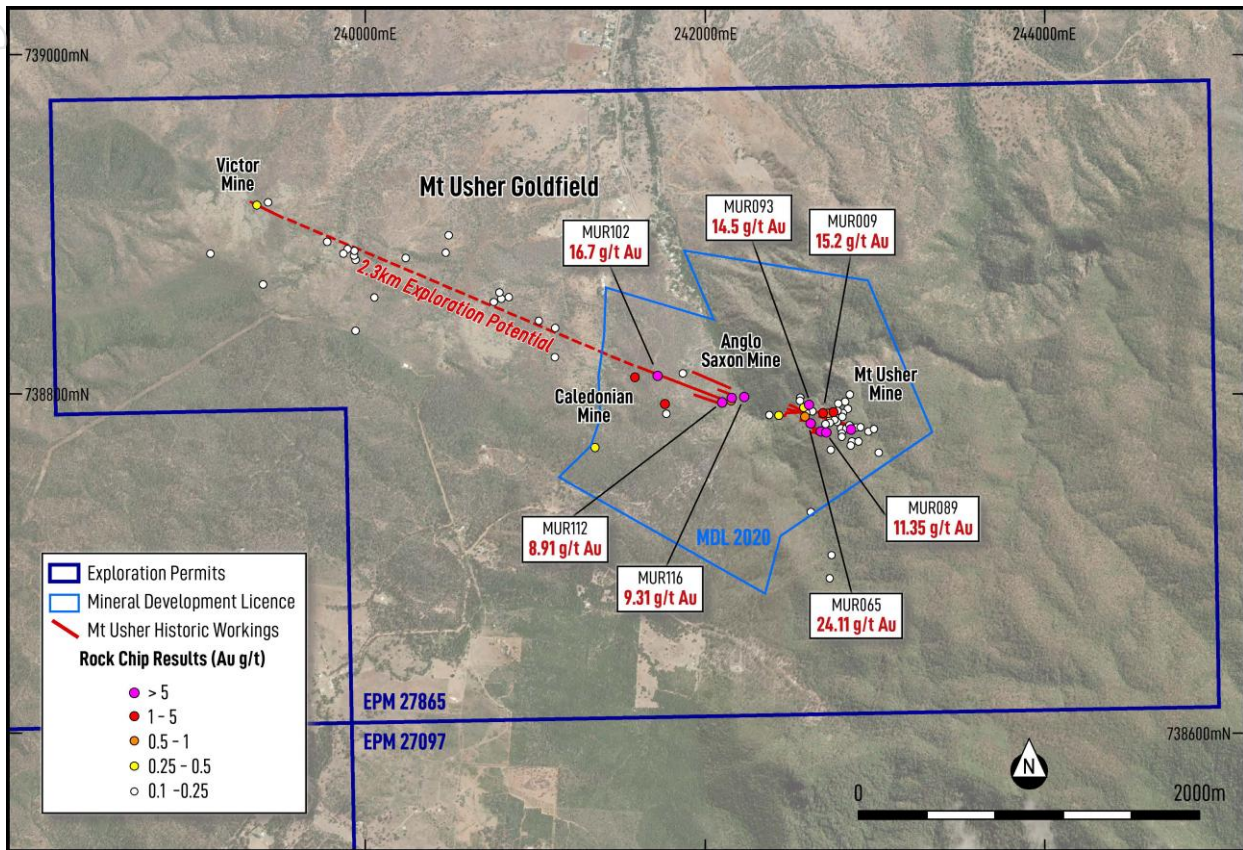 240000mE
242000mE
244000mE
739000mN
Victor
Mine
Mt Usher Goldfield
MUR102
16.7 g/t Au
MUR093
14.5 g/t Au
MUR009
15.2 g/t Au
2.3km Exploration Potential
Anglo
Saxon Mine
Mt Usher
Mine
738800mN
Caledonian
Mine
MUR112
8.91 g/t Au
MUR116
9.31 g/t Au
MDL 2020
MUR089
11.35 g/t Au
MUR065
24.11 g/t Au
Exploration Permits
Mineral Development Licence
Mt Usher Historic Workings
Rock Chip Results (Au g/t)
> 5
1 - 5
0.5 - 1
0.25 - 0.5
0.1 -0.25
EPM 27865
EPM 27097
738600mN
N
0
2000m